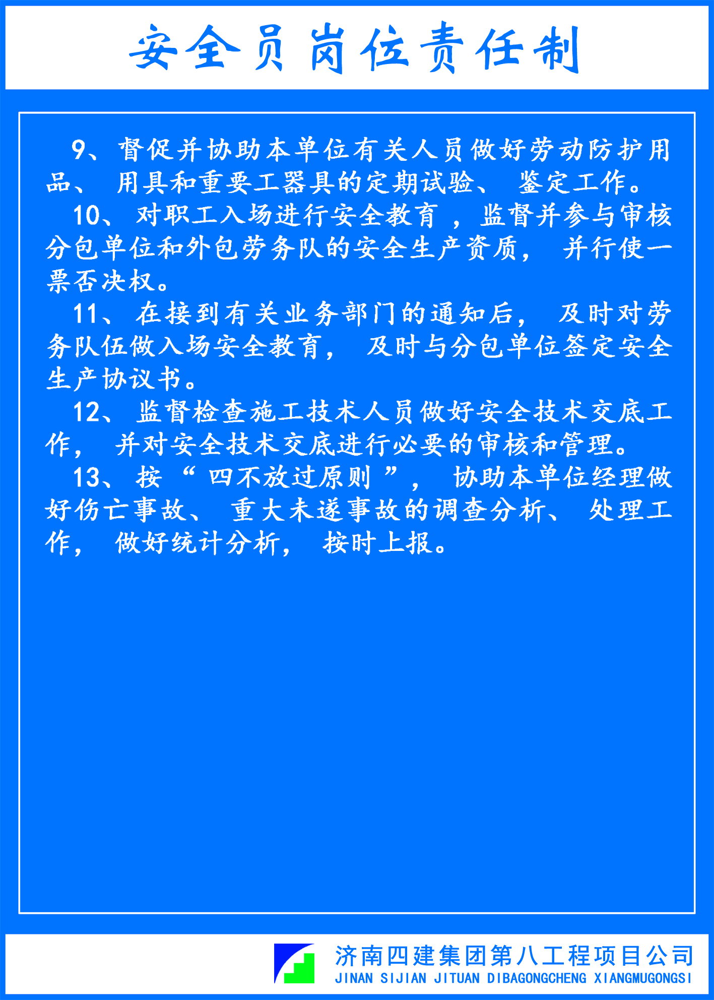 安全员岗位责任制
9、督促并协助本单位有关人员做好劳动防护用
品、用具和重要工器具的定期试验、鉴定工作。
10、对职工入场进行安全教育，监督并参与审核
分包单位和外包劳务队的安全生产资质，并行使一
票否决权。
11、在接到有关业务部门的通知后，及时对劳
务队伍做入场安全教育，及时与分包单位签定安全
生产协议书。
12、监督检查施工技术人员做好安全技术交底工
作，并对安全技术交底进行必要的审核和管理。
13、按“四不放过原则”，协助本单位经理做
好伤亡事故、重大未遂事故的调查分析、处理工
作，做好统计分析，按时上报。
济南四建集团第八工程项目公司
JINAN SIJIAN JITUAN DIBAGONGCHENG XIANGMUGONGSI